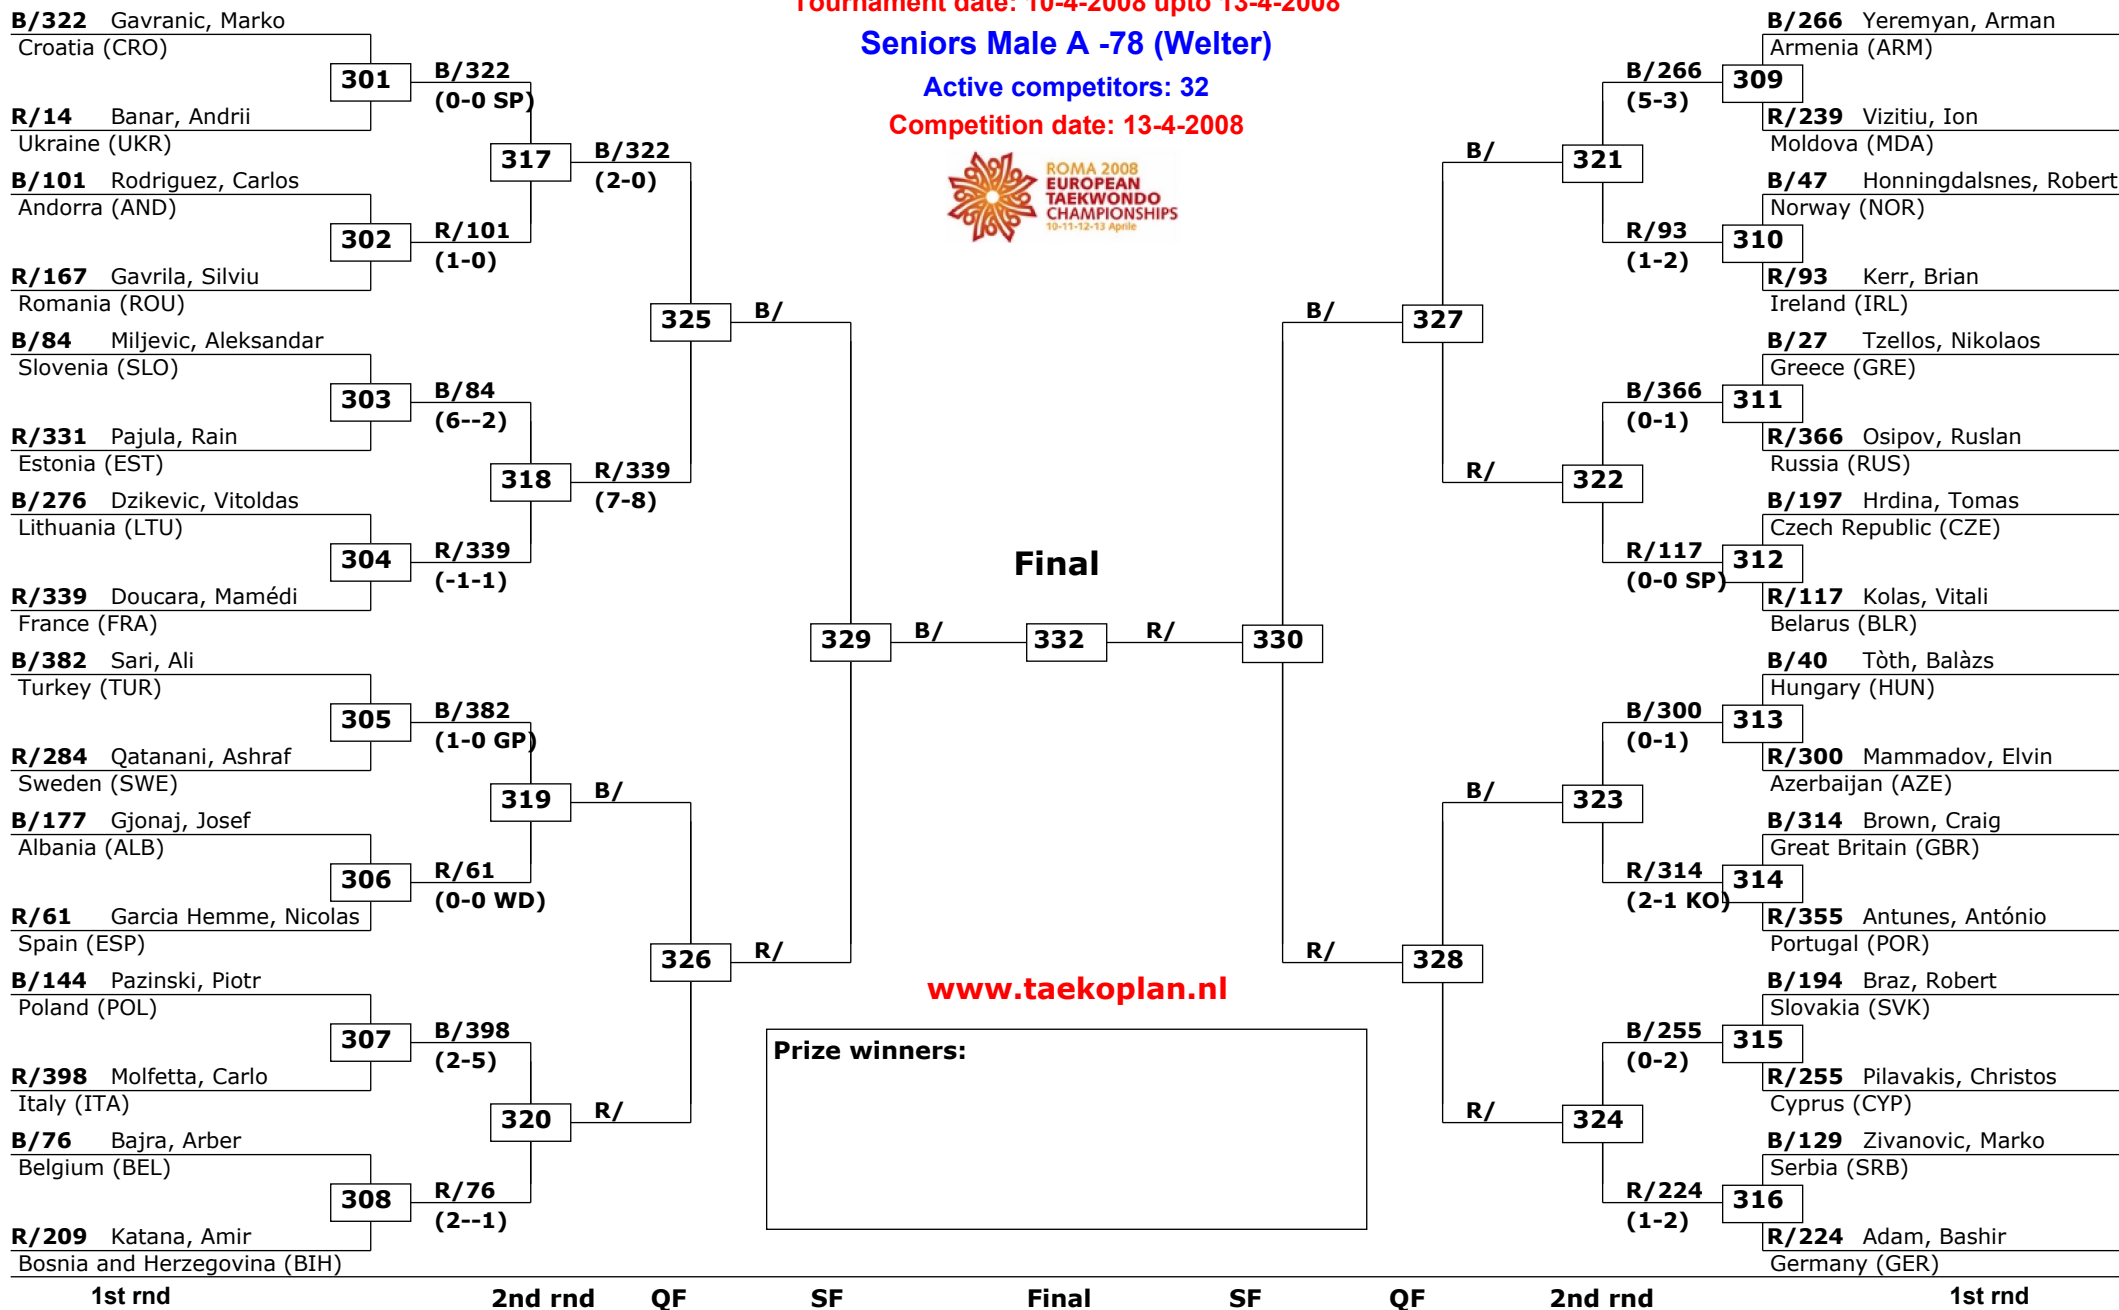 Tournament date: 10-4-2008 upto 13-4-2008
Seniors Male A -78 (Welter)
Active competitors: 32
Competition date: 13-4-2008
ROMA 2008
EUROPEAN
TAEKWONDO
CHAMPIONSHIPS
10-11-12-13 Aprile
B/322 Gavranic, Marko
Croatia (CRO)
301
R/14 Banar, Andrii
Ukraine (UKR)
B/101 Rodriguez, Carlos
Andorra (AND)
302
R/167 Gavrila, Silviu
Romania (ROU)
B/84 Miljevic, Aleksandar
Slovenia (SLO)
303
R/331 Pajula, Rain
Estonia (EST)
B/276 Dzikevic, Vitoldas
Lithuania (LTU)
304
R/339 Doucara, Mamédi
France (FRA)
B/382 Sari, Ali
Turkey (TUR)
305
R/284 Qatanani, Ashraf
Sweden (SWE)
B/177 Gjonaj, Josef
Albania (ALB)
306
R/61 Garcia Hemme, Nicolas
Spain (ESP)
B/144 Pazinski, Piotr
Poland (POL)
307
R/398 Molfetta, Carlo
Italy (ITA)
B/76 Bajra, Arber
Belgium (BEL)
308
R/209 Katana, Amir
Bosnia and Herzegovina (BIH)
B/322
(0-0 SP)
317
R/101
(1-0)
B/84
(6--2)
318
R/339
(-1-1)
B/382
(1-0 GP)
319
R/61
(0-0 WD)
B/398
(2-5)
320
R/76
(2--1)
B/322
(2-0)
325
R/339
(7-8)
B/
326
R/
B/
329
R/
Final
B/
332
R/
330
www.taekoplan.nl
Prize winners:
B/
327
R/
328
B/
321
R/
322
B/
323
R/
324
B/266
(5-3)
R/93
(1-2)
B/366
(0-1)
R/117
(0-0 SP)
B/300
(0-1)
R/314
(2-1 KO)
B/255
(0-2)
R/224
(1-2)
B/266 Yeremyan, Arman
Armenia (ARM)
309
R/239 Vizitiu, Ion
Moldova (MDA)
B/47 Honningdalsnes, Robert
Norway (NOR)
310
R/93 Kerr, Brian
Ireland (IRL)
B/27 Tzellos, Nikolaos
Greece (GRE)
311
R/366 Osipov, Ruslan
Russia (RUS)
B/197 Hrdina, Tomas
Czech Republic (CZE)
312
R/117 Kolas, Vitali
Belarus (BLR)
B/40 Tòth, Balàzs
Hungary (HUN)
313
R/300 Mammadov, Elvin
Azerbaijan (AZE)
B/314 Brown, Craig
Great Britain (GBR)
314
R/355 Antunes, António
Portugal (POR)
B/194 Braz, Robert
Slovakia (SVK)
315
R/255 Pilavakis, Christos
Cyprus (CYP)
B/129 Zivanovic, Marko
Serbia (SRB)
316
R/224 Adam, Bashir
Germany (GER)
1st rnd 2nd rnd QF SF Final SF QF 2nd rnd 1st rnd